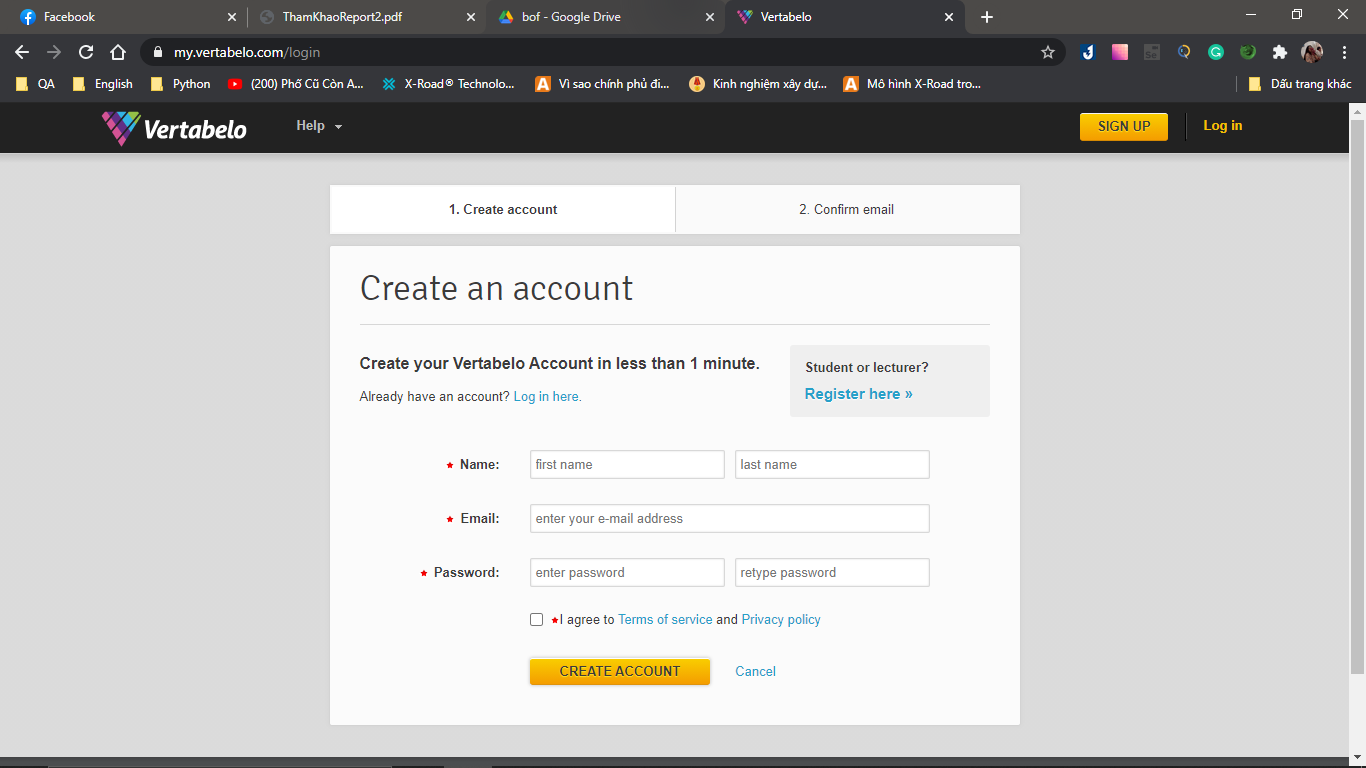 Facebook
ThamKhaoReport2.pdf
bof - Google Drive
Vertabelo
my.vertabelo.com/login
QA
English
Python
(200) Phố Cũ Còn A...
X-Road® Technolo...
Vì sao chính phủ đi...
Kinh nghiệm xây dự...
Mô hình X-Road tro...
Dấu trang khác
Vertabelo
Help
SIGN UP
Log in
1. Create account
2. Confirm email
Create an account
Create your Vertabelo Account in less than 1 minute.
Already have an account? Log in here.
Student or lecturer?
Register here »
* Name:
first name
last name
* Email:
enter your e-mail address
* Password:
enter password
retype password
*I agree to Terms of service and Privacy policy
CREATE ACCOUNT
Cancel